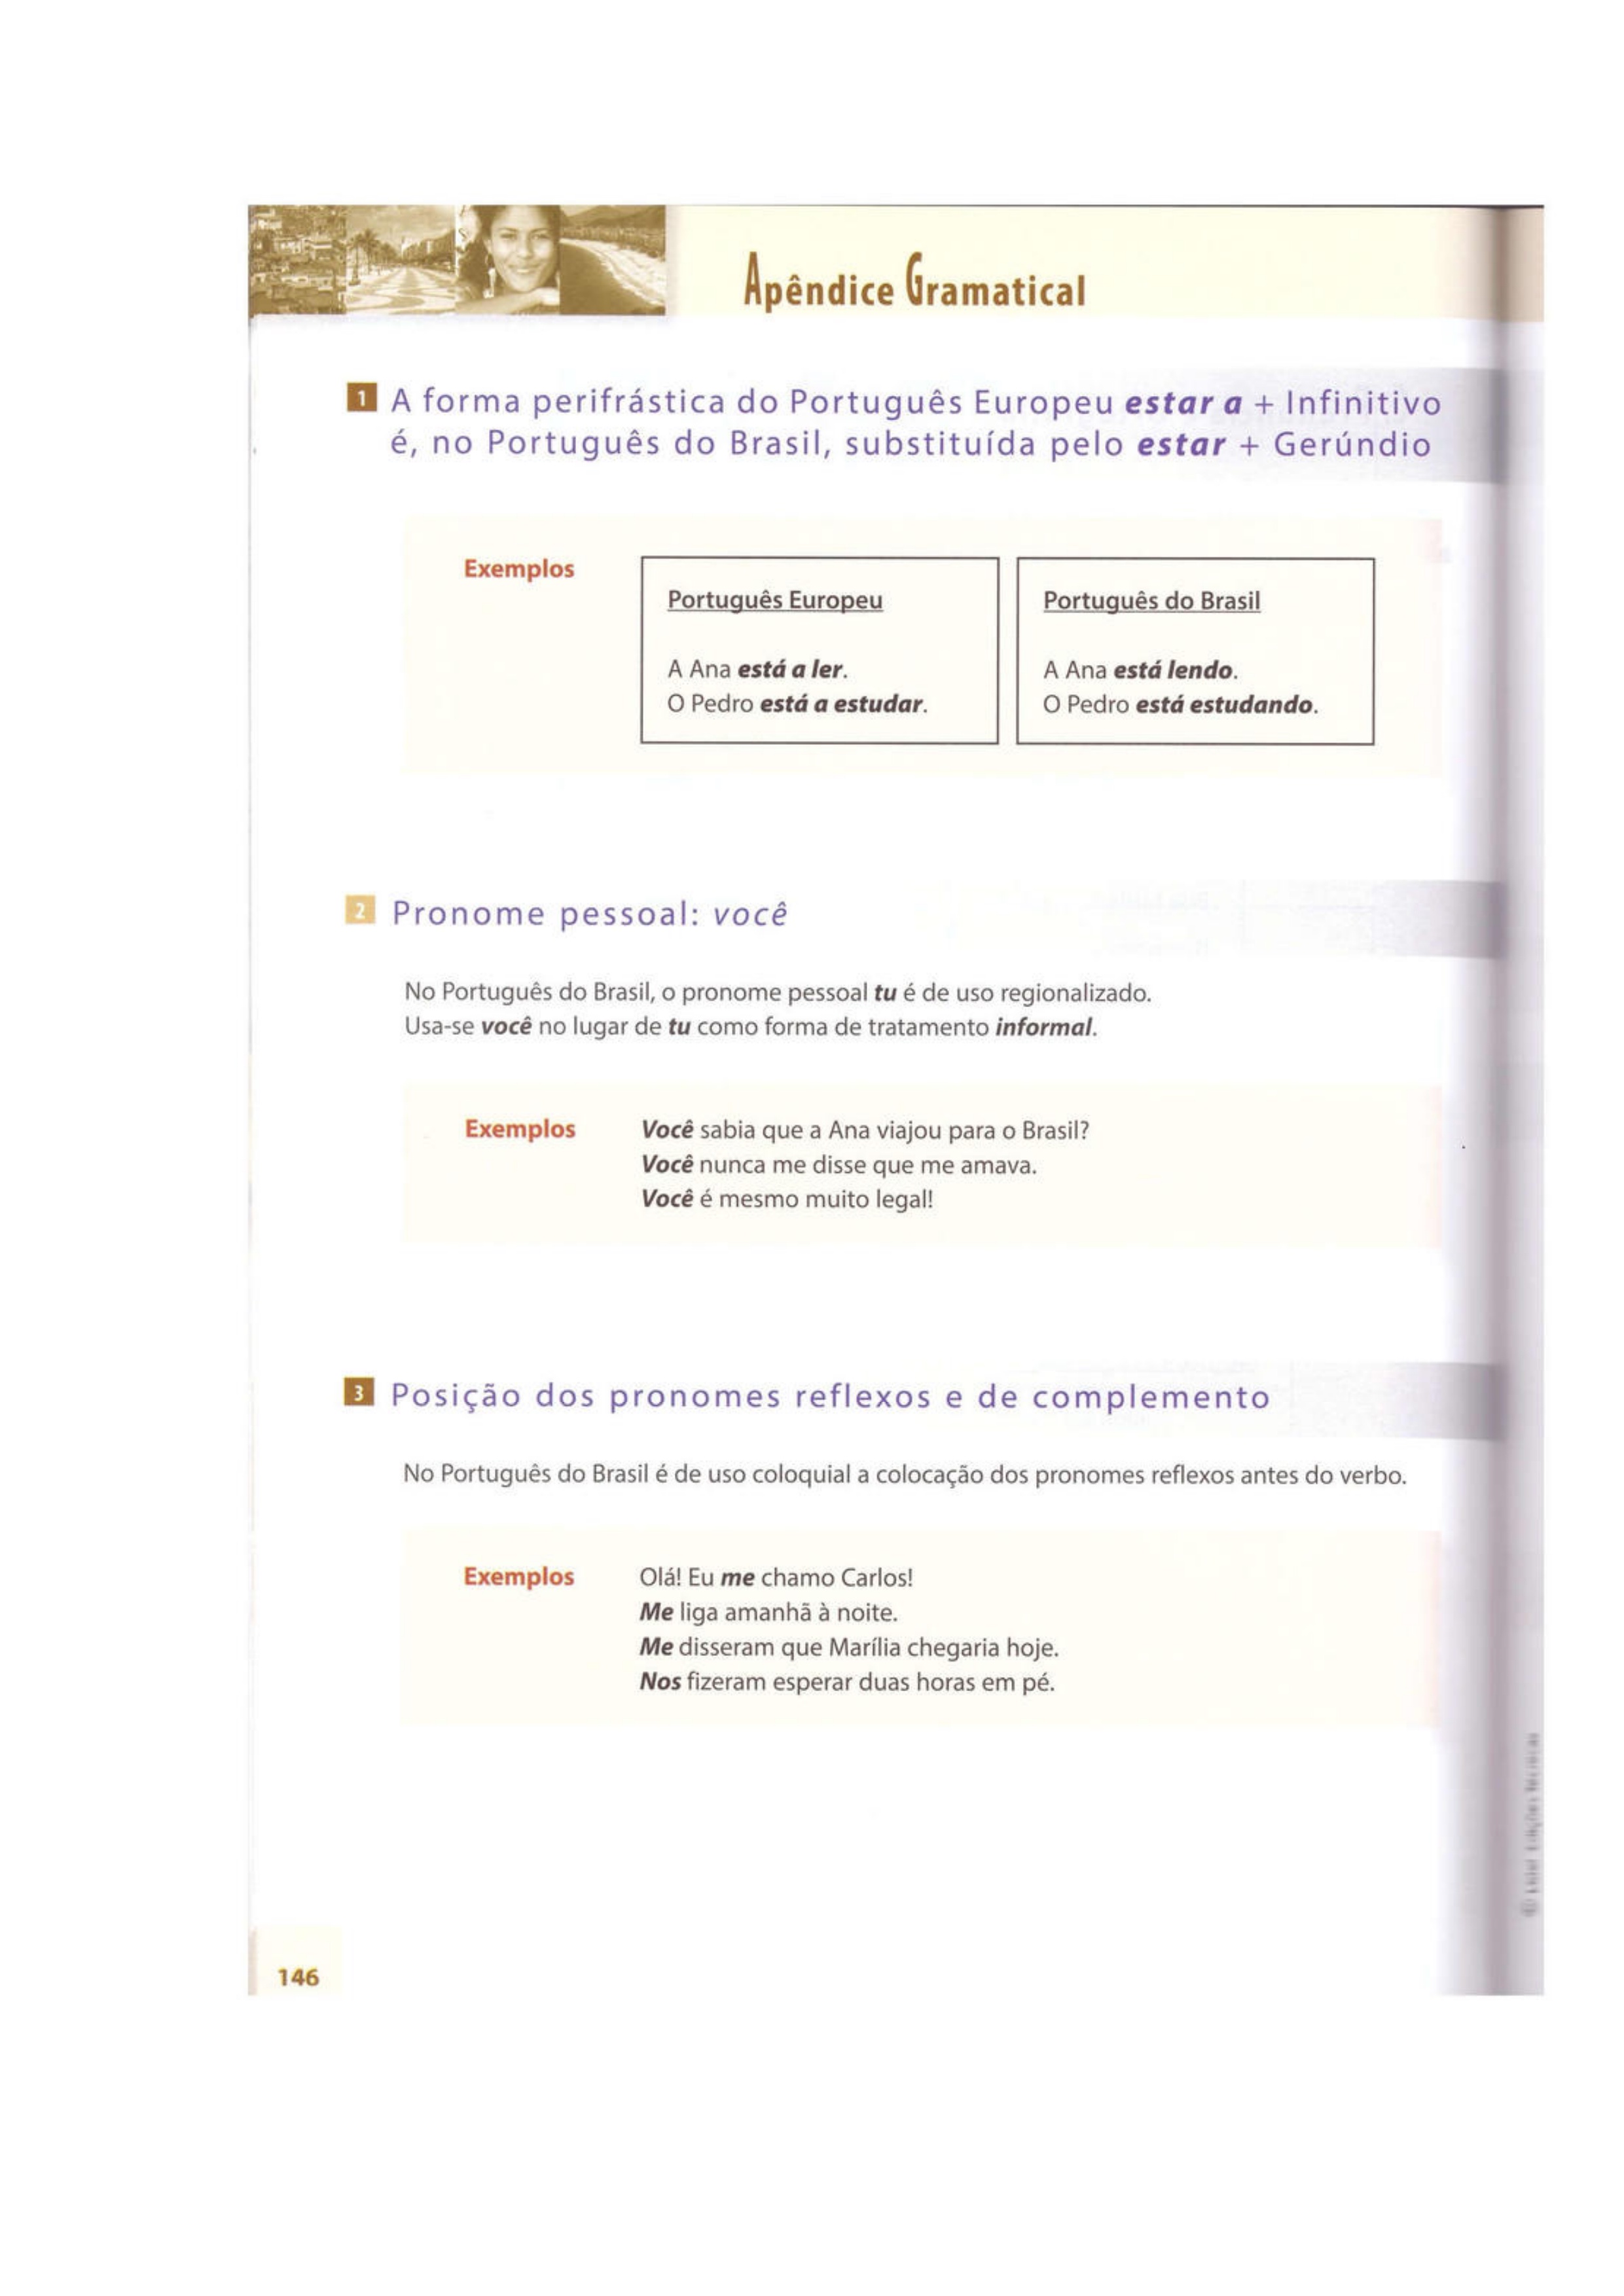 Apêndice Gramatical
1 A forma perifrástica do Português Europeu estar a + Infinitivo
é, no Português do Brasil, substituída pelo estar + Gerúndio
Exemplos
Português Europeu
A Ana está a ler.
O Pedro está a estudar.
Português do Brasil
A Ana está lendo.
O Pedro está estudando.
2 Pronome pessoal: você
No Português do Brasil, o pronome pessoal tu é de uso regionalizado.
Usa-se você no lugar de tu como forma de tratamento informal.
Exemplos
Você sabia que a Ana viajou para o Brasil?
Você nunca me disse que me amava.
Você é mesmo muito legal!
3 Posição dos pronomes reflexos e de complemento
No Português do Brasil é de uso coloquial a colocação dos pronomes reflexos antes do verbo.
Exemplos
Olá! Eu me chamo Carlos!
Me liga amanhã à noite.
Me disseram que Marília chegaria hoje.
Nos fizeram esperar duas horas em pé.
© Lidel Edições Técnicas
146